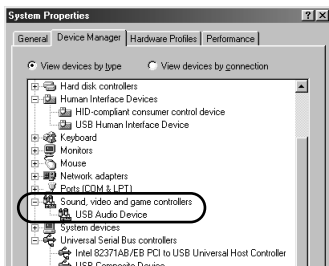 System Properties
General Device Manager Hardware Profiles Performance
View devices by type View devices by connection
Hard disk controllers
Human Interface Devices
HID-compliant consumer control device
USB Human Interface Device
Keyboard
Monitors
Mouse
Network adapters
Ports (COM & LPT)
Sound, video and game controllers
USB Audio Device
System devices
Universal Serial Bus controllers
Intel 82371AB/EB PCI to USB Universal Host Controller
USB Composite Device